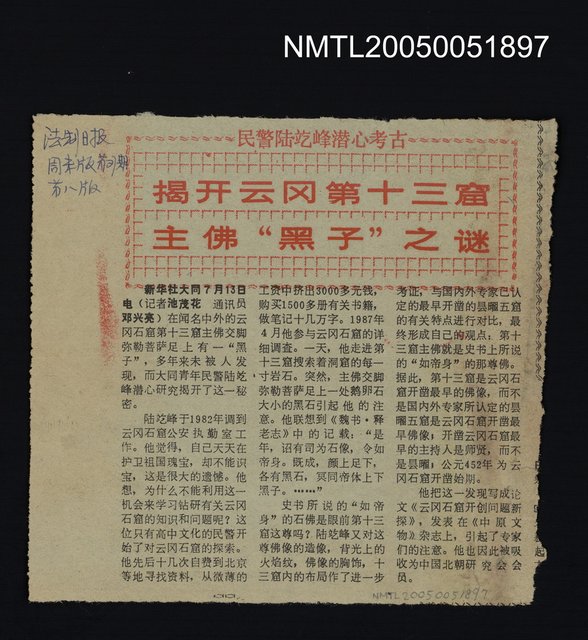 NMTL20050051897
法制日报
周末版
第八版
民警陆屹峰潜心考古
揭开云冈第十三窟
主佛“黑子”之谜
新华社大同7月13日
电（记者池茂花　通讯员
邓兴亮）在闻名中外的云
冈石窟第十三窟主佛交脚
弥勒菩萨足上有一“黑
子”，多年来未被人发
现，而大同青年民警陆屹
峰潜心研究揭开了这一秘
密。
陆屹峰于1982年调到
云冈石窟公安执勤室工
作。他觉得，自己天天在
护卫祖国瑰宝，却不能识
宝，这是很大的遗憾。他
想，为什么不能利用这一
机会来学习钻研有关云冈
石窟的知识和问题呢？这
位只有高中文化的民警开
始了对云冈石窟的探索。
他先后十几次自费到北京
等地寻找资料，从微薄的
工资中挤出3000多元钱，
购买1500多册有关书籍，
做笔记十几万字。1987年
4月他参与云冈石窟的详
细调查。一天，他走进第
十三窟搜索着洞窟的每一
寸岩石。突然，主佛交脚
弥勒菩萨足上一处鹅卵石
大小的黑石引起他的注
意。他联想到《魏书·释
老志》中的记载：“是
年，诏有司为石像，令如
帝身。既成，颜上足下，
各有黑石，冥同帝体上下
黑子。……”
史书所说的“如帝
身”的石佛是眼前第十三
窟这尊吗？陆屹峰又对这
尊佛像的造像，背光上的
火焰纹，佛像的胸饰，十
三窟内的布局作了进一步
考证，与国内外专家已认
定的最早开凿的昙曜五窟
的有关特点进行对比，最
终形成自己的观点：第十
三窟主佛就是史书上所说
的“如帝身”的那尊佛。
据此，第十三窟是云冈石
窟开凿最早的佛像，而不
是国内外专家所认定的昙
曜五窟是云冈石窟开凿最
早佛像；开凿云冈石窟最
早的主持人是师贤，而不
是昙曜；公元452年为云
冈石窟开凿始期。
他把这一发现写成论
文《云冈石窟开创问题新
探》，发表在《中原文
物》杂志上，引起了专家
们的注意。他也因此被吸
收为中国北朝研究会会
员。
NMTL20050051897